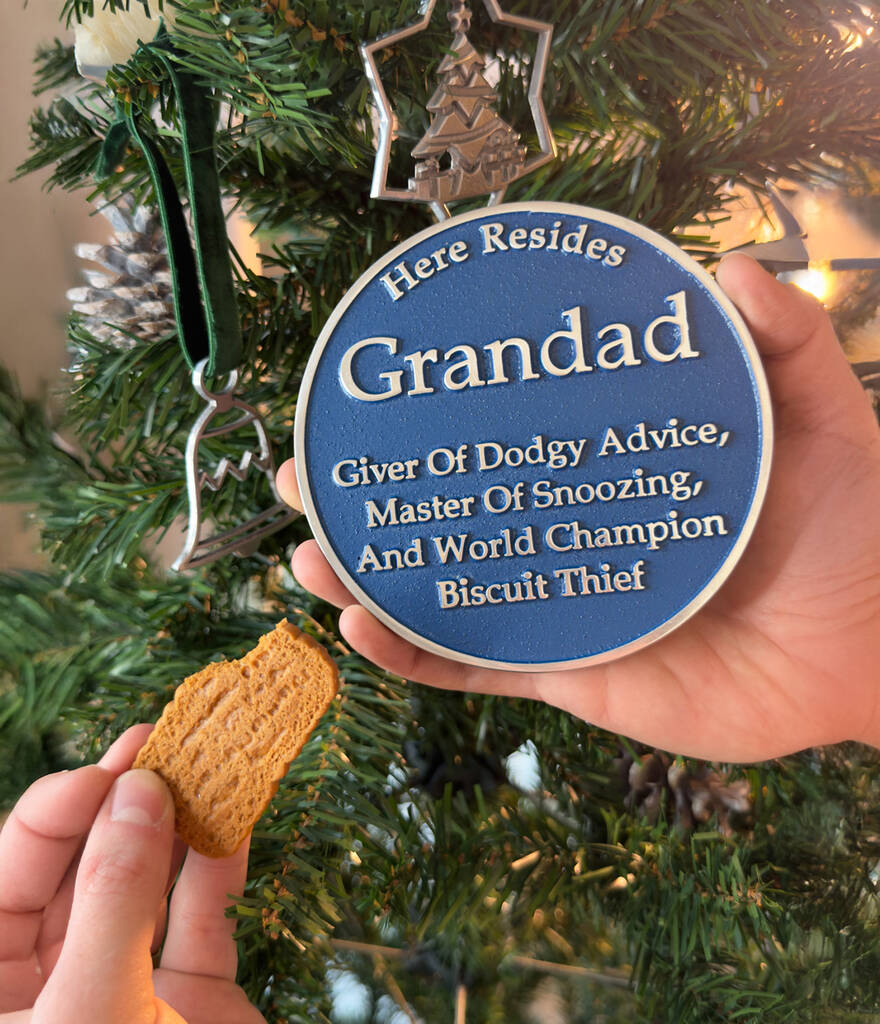 Here Resides
Grandad
Giver Of Dodgy Advice,
Master Of Snoozing,
And World Champion
Biscuit Thief